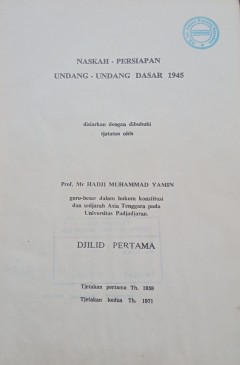 NASKAH - PERSIAPAN
UNDANG - UNDANG DASAR 1945
disiarkan dengan dibubuhi
tjatatan oleh
Prof. Mr HADJI MUHAMMAD YAMIN
guru-besar dalam hukum konstitusi
dan sedjarah Asia Tenggara pada
Universitas Padjadjaran.
DJILID PERTAMA
Tjetakan pertama Th. 1959
Tjetakan kedua Th. 1971